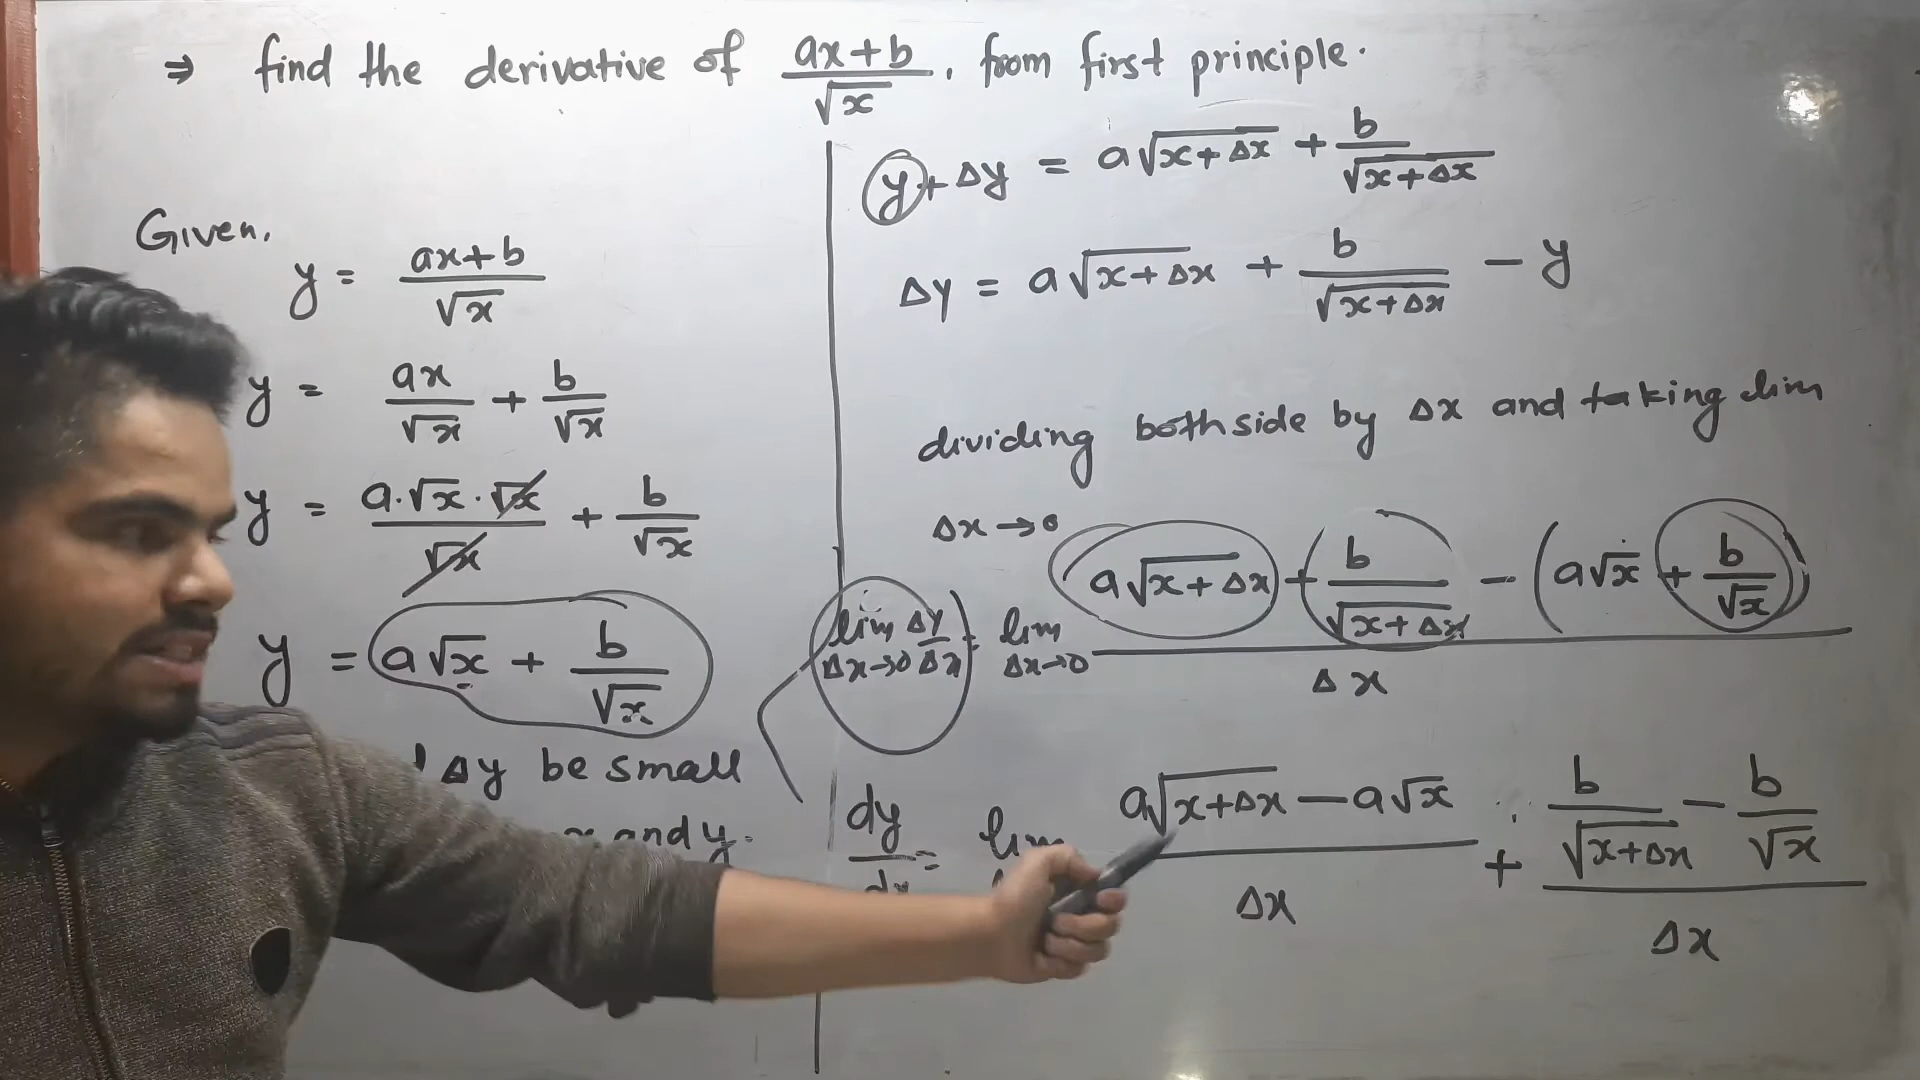 ⇒ find the derivative of (ax+b)/√x, from first principle.
Given,
y = (ax+b)/√x
y = ax/√x + b/√x
y = a·√x·√x/√x + b/√x
y = a√x + b/√x
Δy be small
and y.
y + Δy = a√(x+Δx) + b/√(x+Δx)
Δy = a√(x+Δx) + b/√(x+Δx) − y
dividing both side by Δx and taking lim
Δx→0
lim Δx→0 Δy/Δx = lim Δx→0 (a√(x+Δx) + b/√(x+Δx) − (a√x + b/√x))/Δx
dy/dx = lim (a√(x+Δx) − a√x)/Δx + (b/√(x+Δx) − b/√x)/Δx